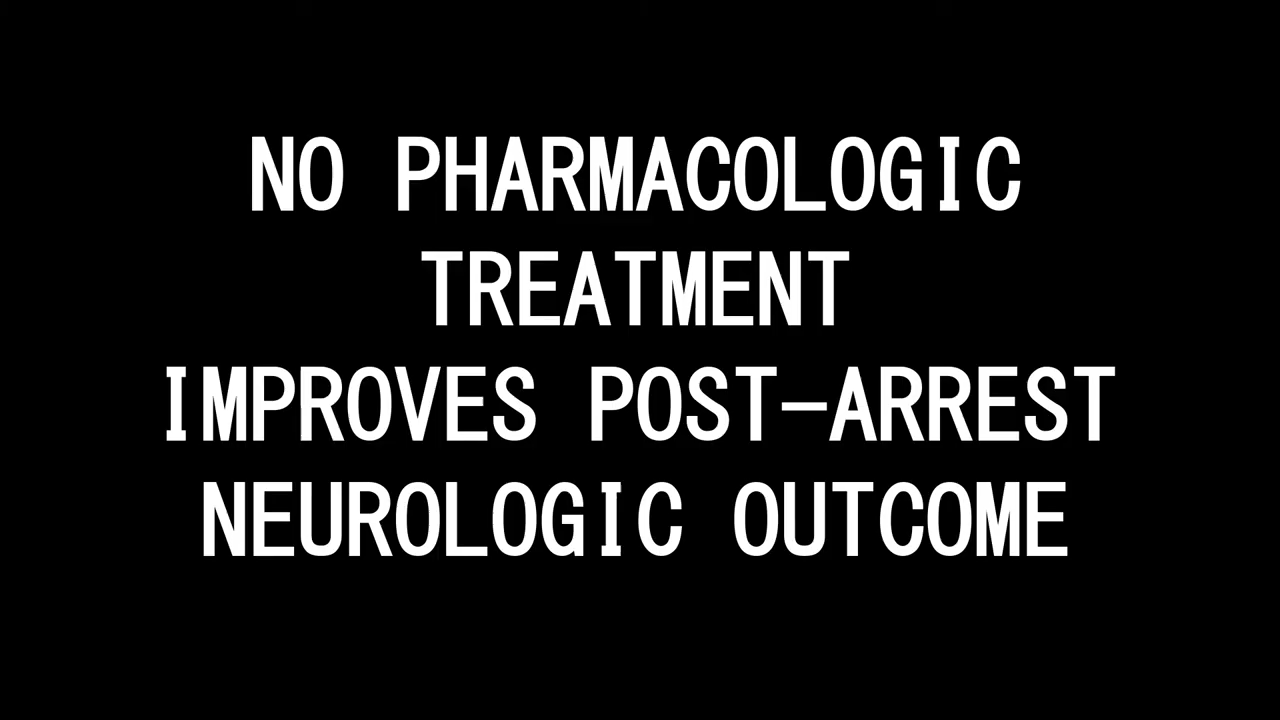 NO PHARMACOLOGIC
TREATMENT
IMPROVES POST-ARREST
NEUROLOGIC OUTCOME